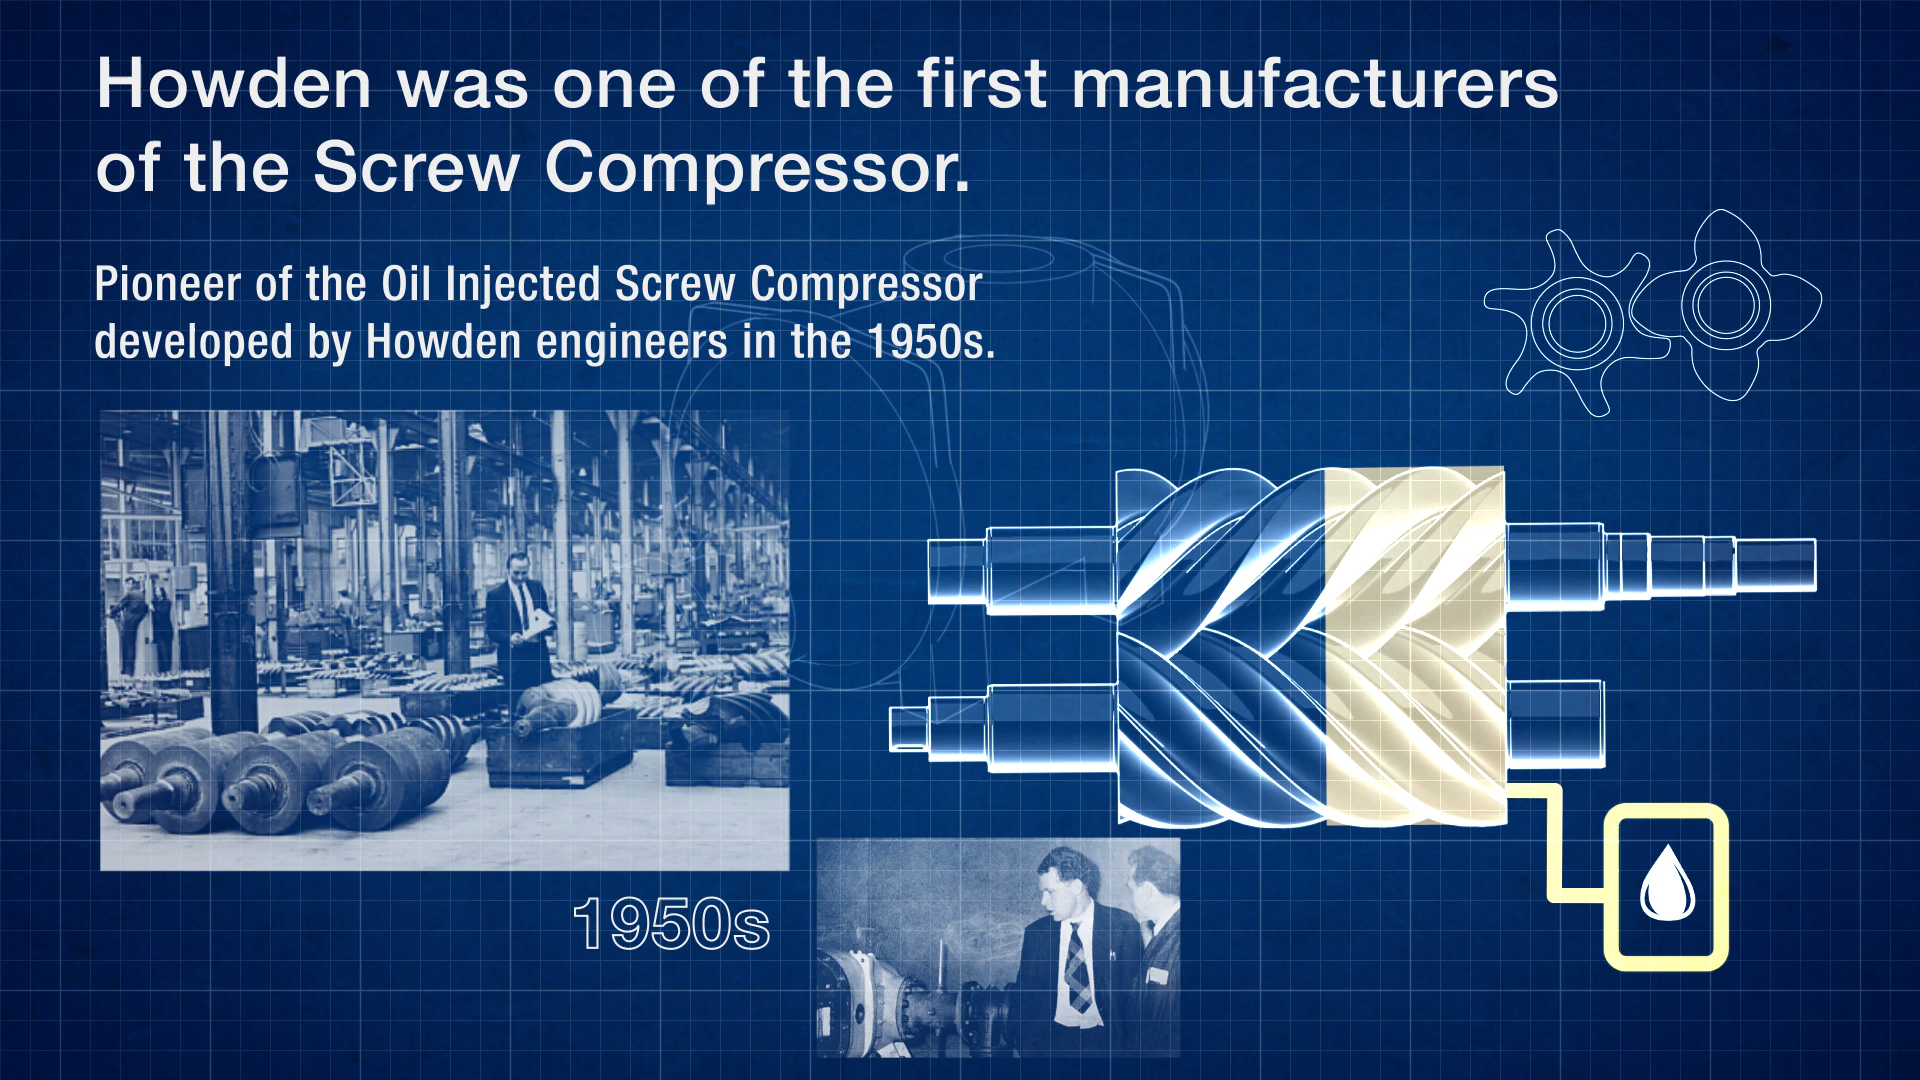 Howden was one of the first manufacturers
of the Screw Compressor.
Pioneer of the Oil Injected Screw Compressor
developed by Howden engineers in the 1950s.
1950s